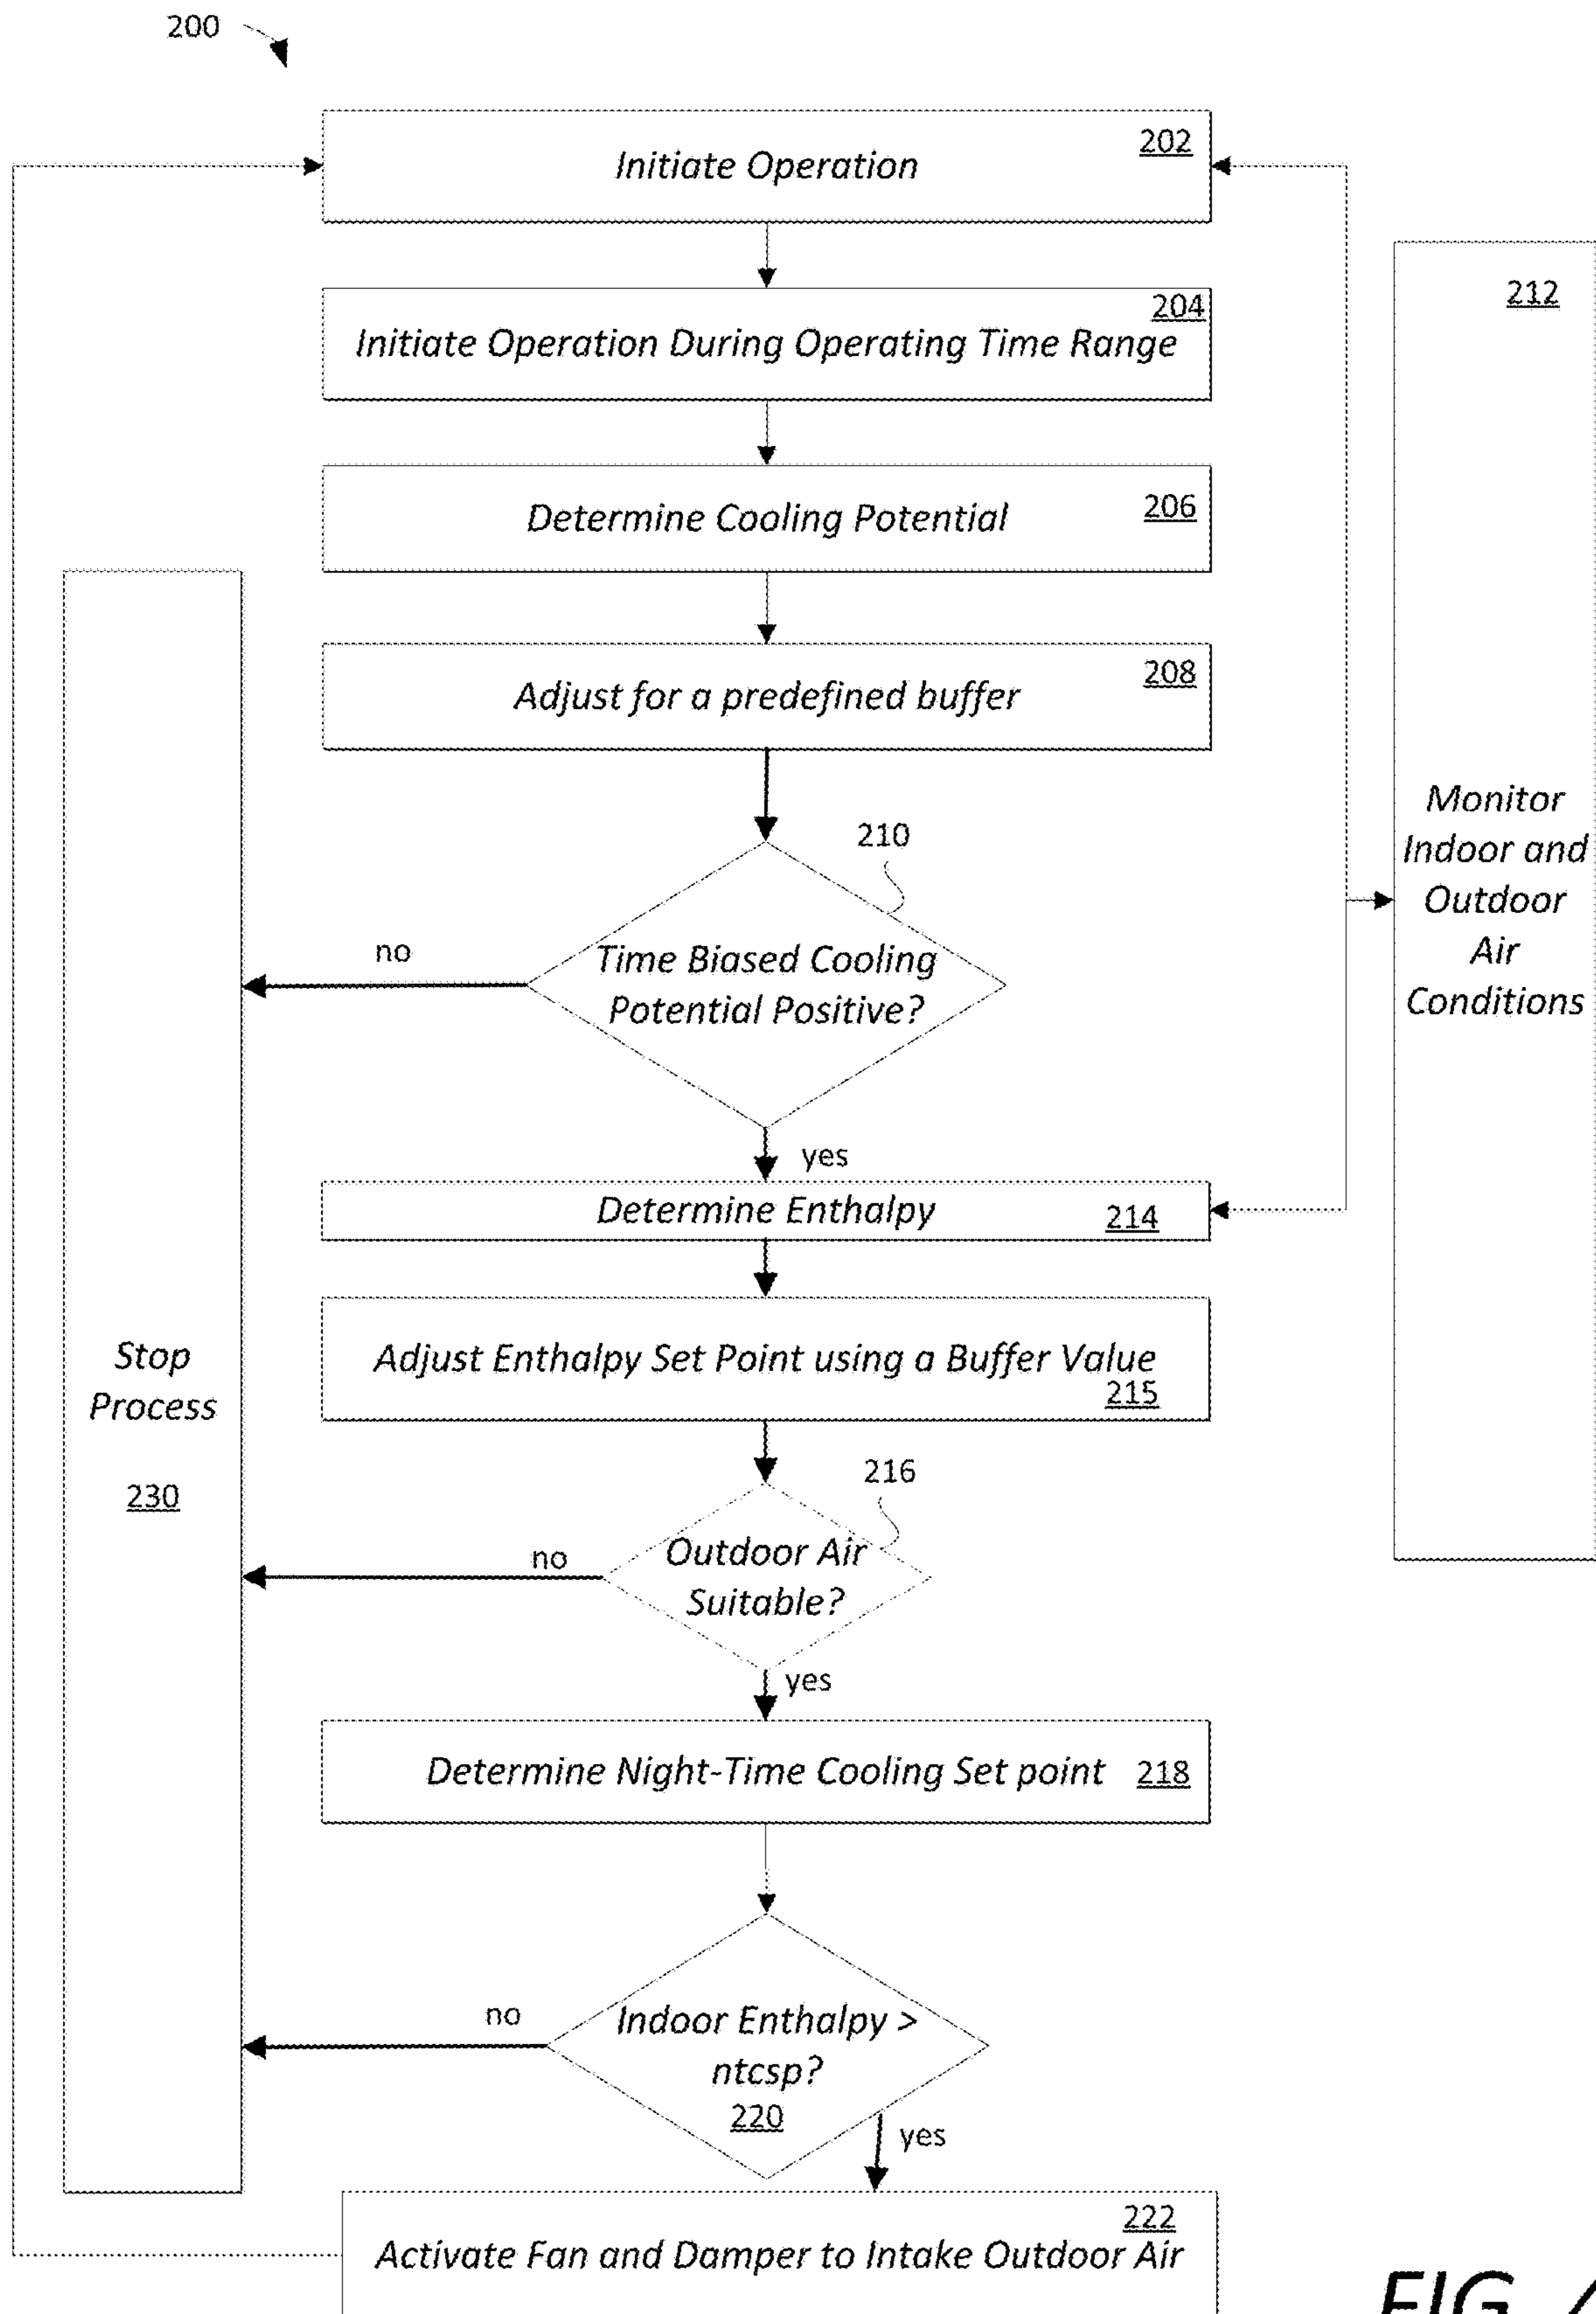 200
202
Initiate Operation
204
Initiate Operation During Operating Time Range
212
Determine Cooling Potential
206
Adjust for a predefined buffer
208
210
Time Biased Cooling
Potential Positive?
no
yes
Monitor
Indoor and
Outdoor
Air
Conditions
Determine Enthalpy
214
Adjust Enthalpy Set Point using a Buffer Value
215
Stop
Process
230
216
Outdoor Air
Suitable?
no
yes
Determine Night-Time Cooling Set point 218
Indoor Enthalpy >
ntcsp?
220
no
yes
222
Activate Fan and Damper to Intake Outdoor Air
FIG.